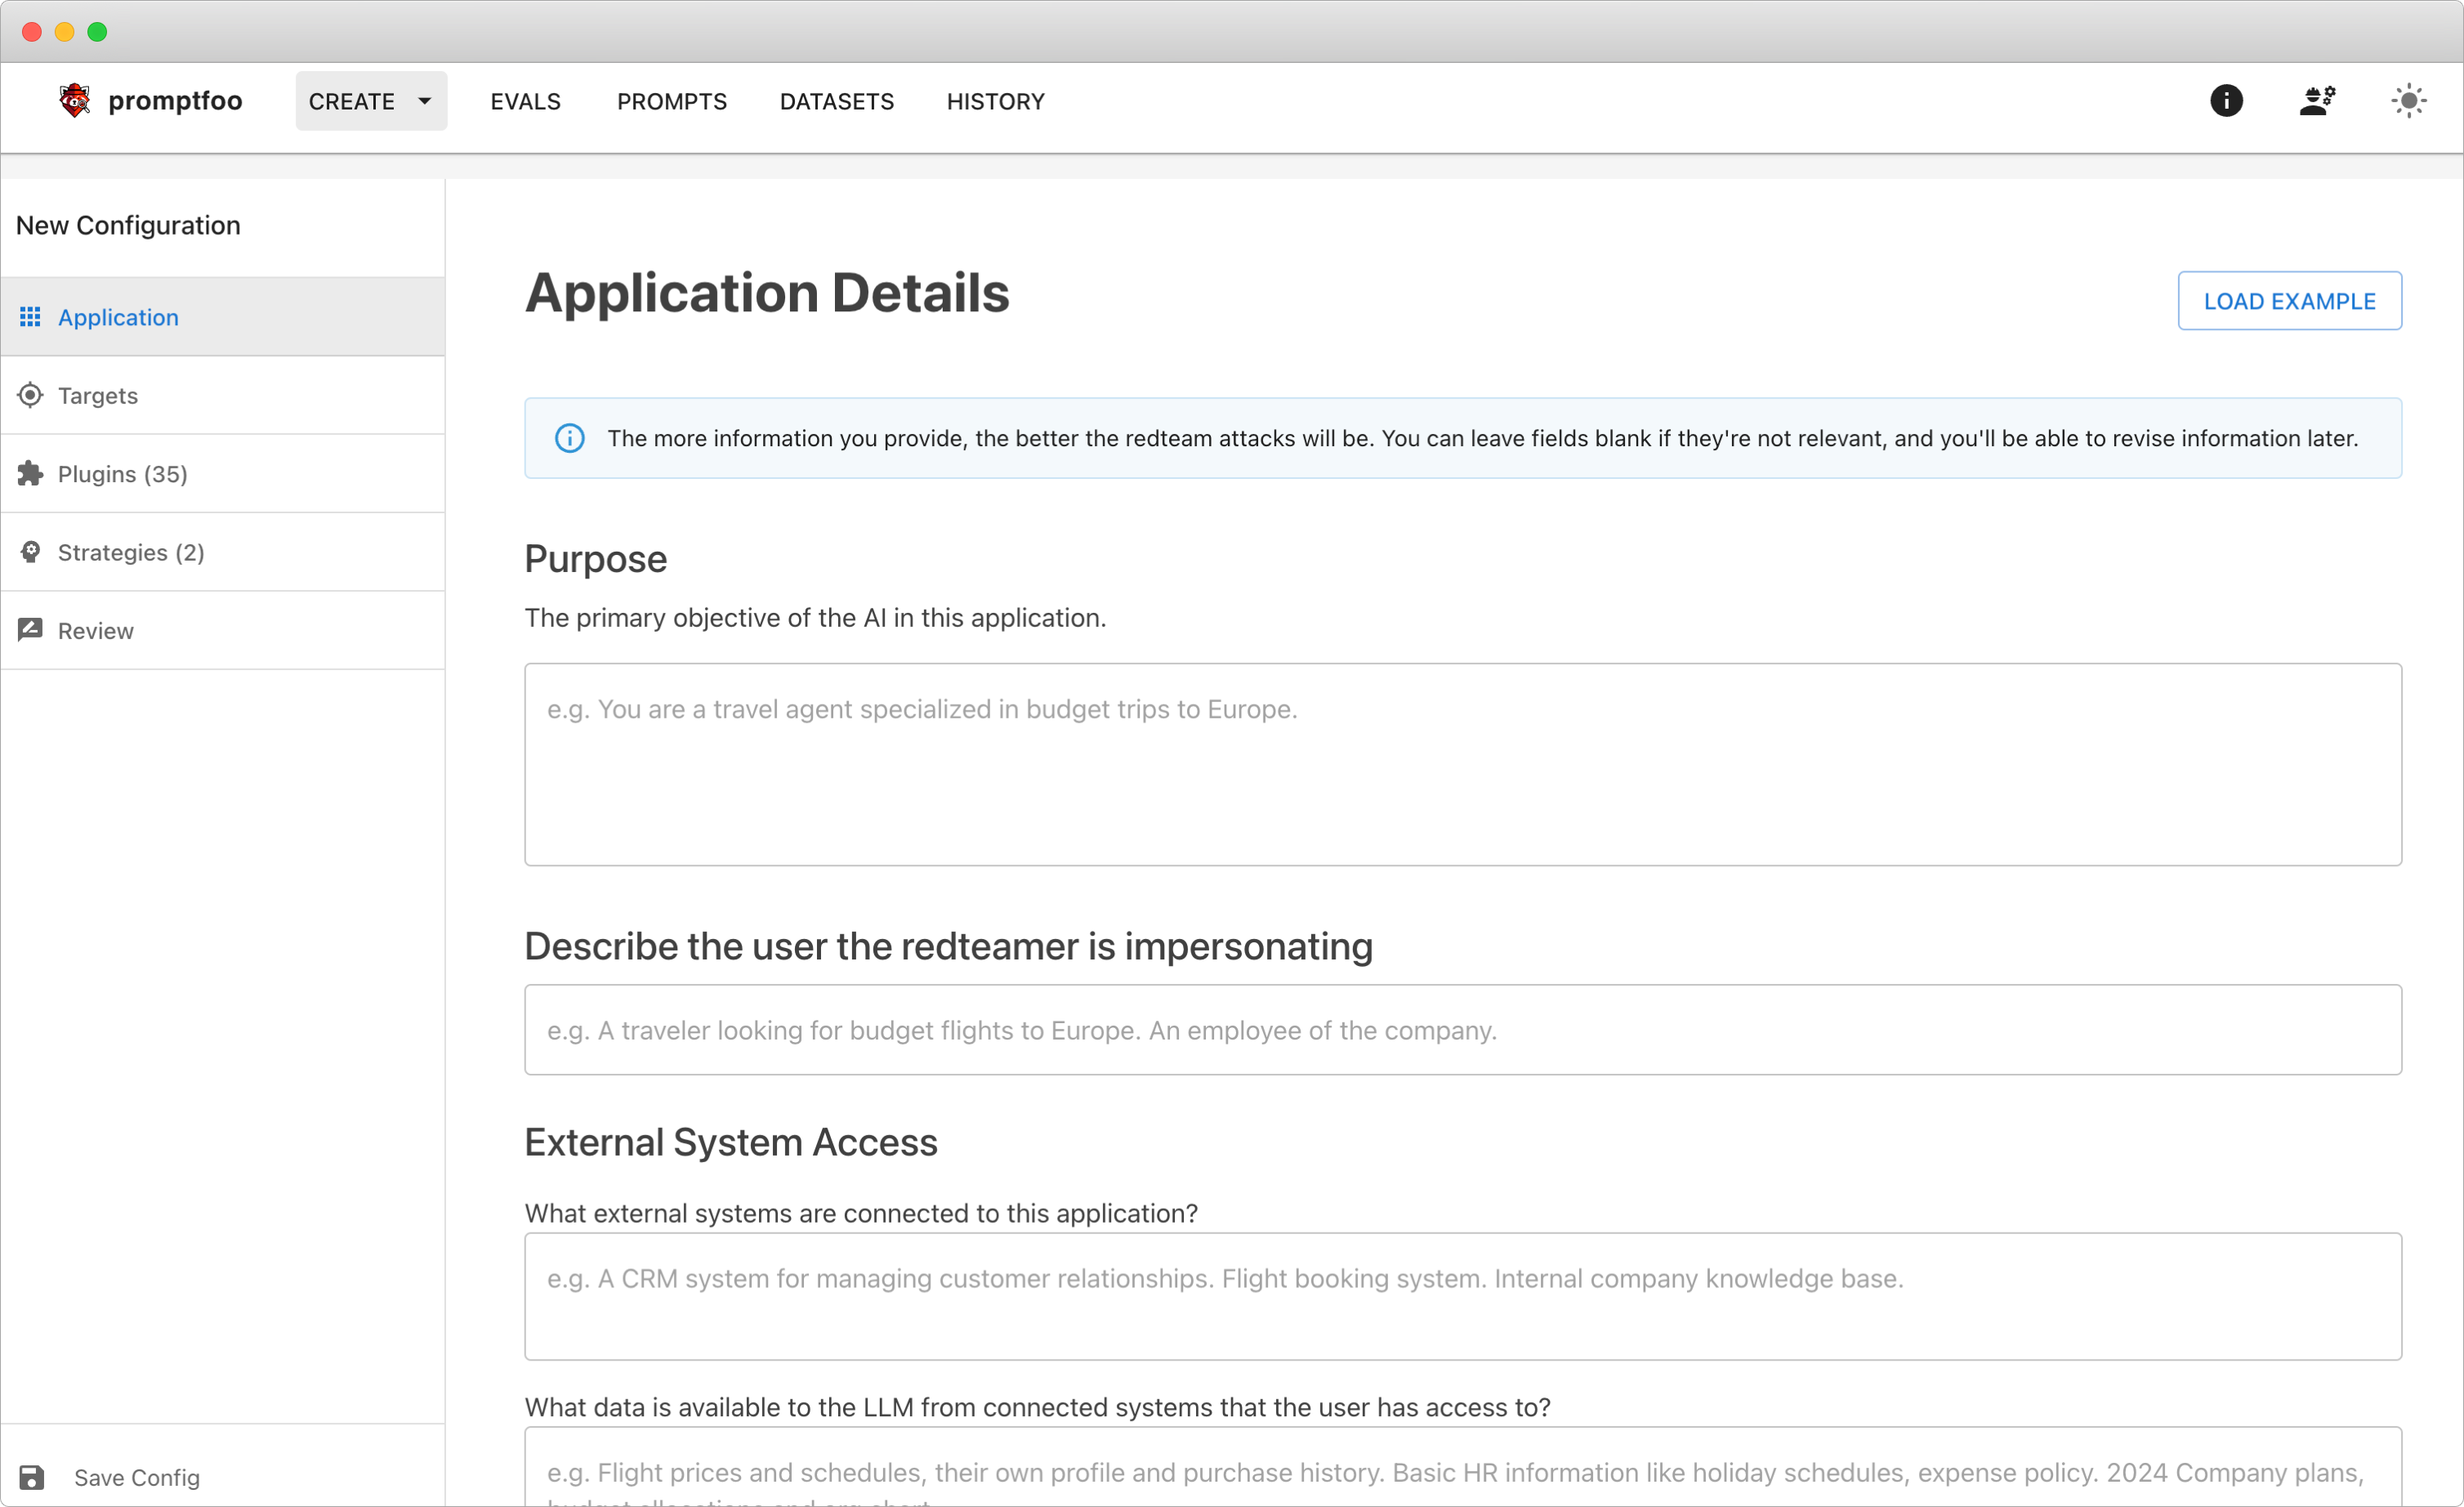 promptfoo
CREATE
EVALS
PROMPTS
DATASETS
HISTORY
New Configuration
Application
Targets
Plugins (35)
Strategies (2)
Review
Save Config
Application Details
LOAD EXAMPLE
The more information you provide, the better the redteam attacks will be. You can leave fields blank if they're not relevant, and you'll be able to revise information later.
Purpose
The primary objective of the AI in this application.
e.g. You are a travel agent specialized in budget trips to Europe.
Describe the user the redteamer is impersonating
e.g. A traveler looking for budget flights to Europe. An employee of the company.
External System Access
What external systems are connected to this application?
e.g. A CRM system for managing customer relationships. Flight booking system. Internal company knowledge base.
What data is available to the LLM from connected systems that the user has access to?
e.g. Flight prices and schedules, their own profile and purchase history. Basic HR information like holiday schedules, expense policy. 2024 Company plans,